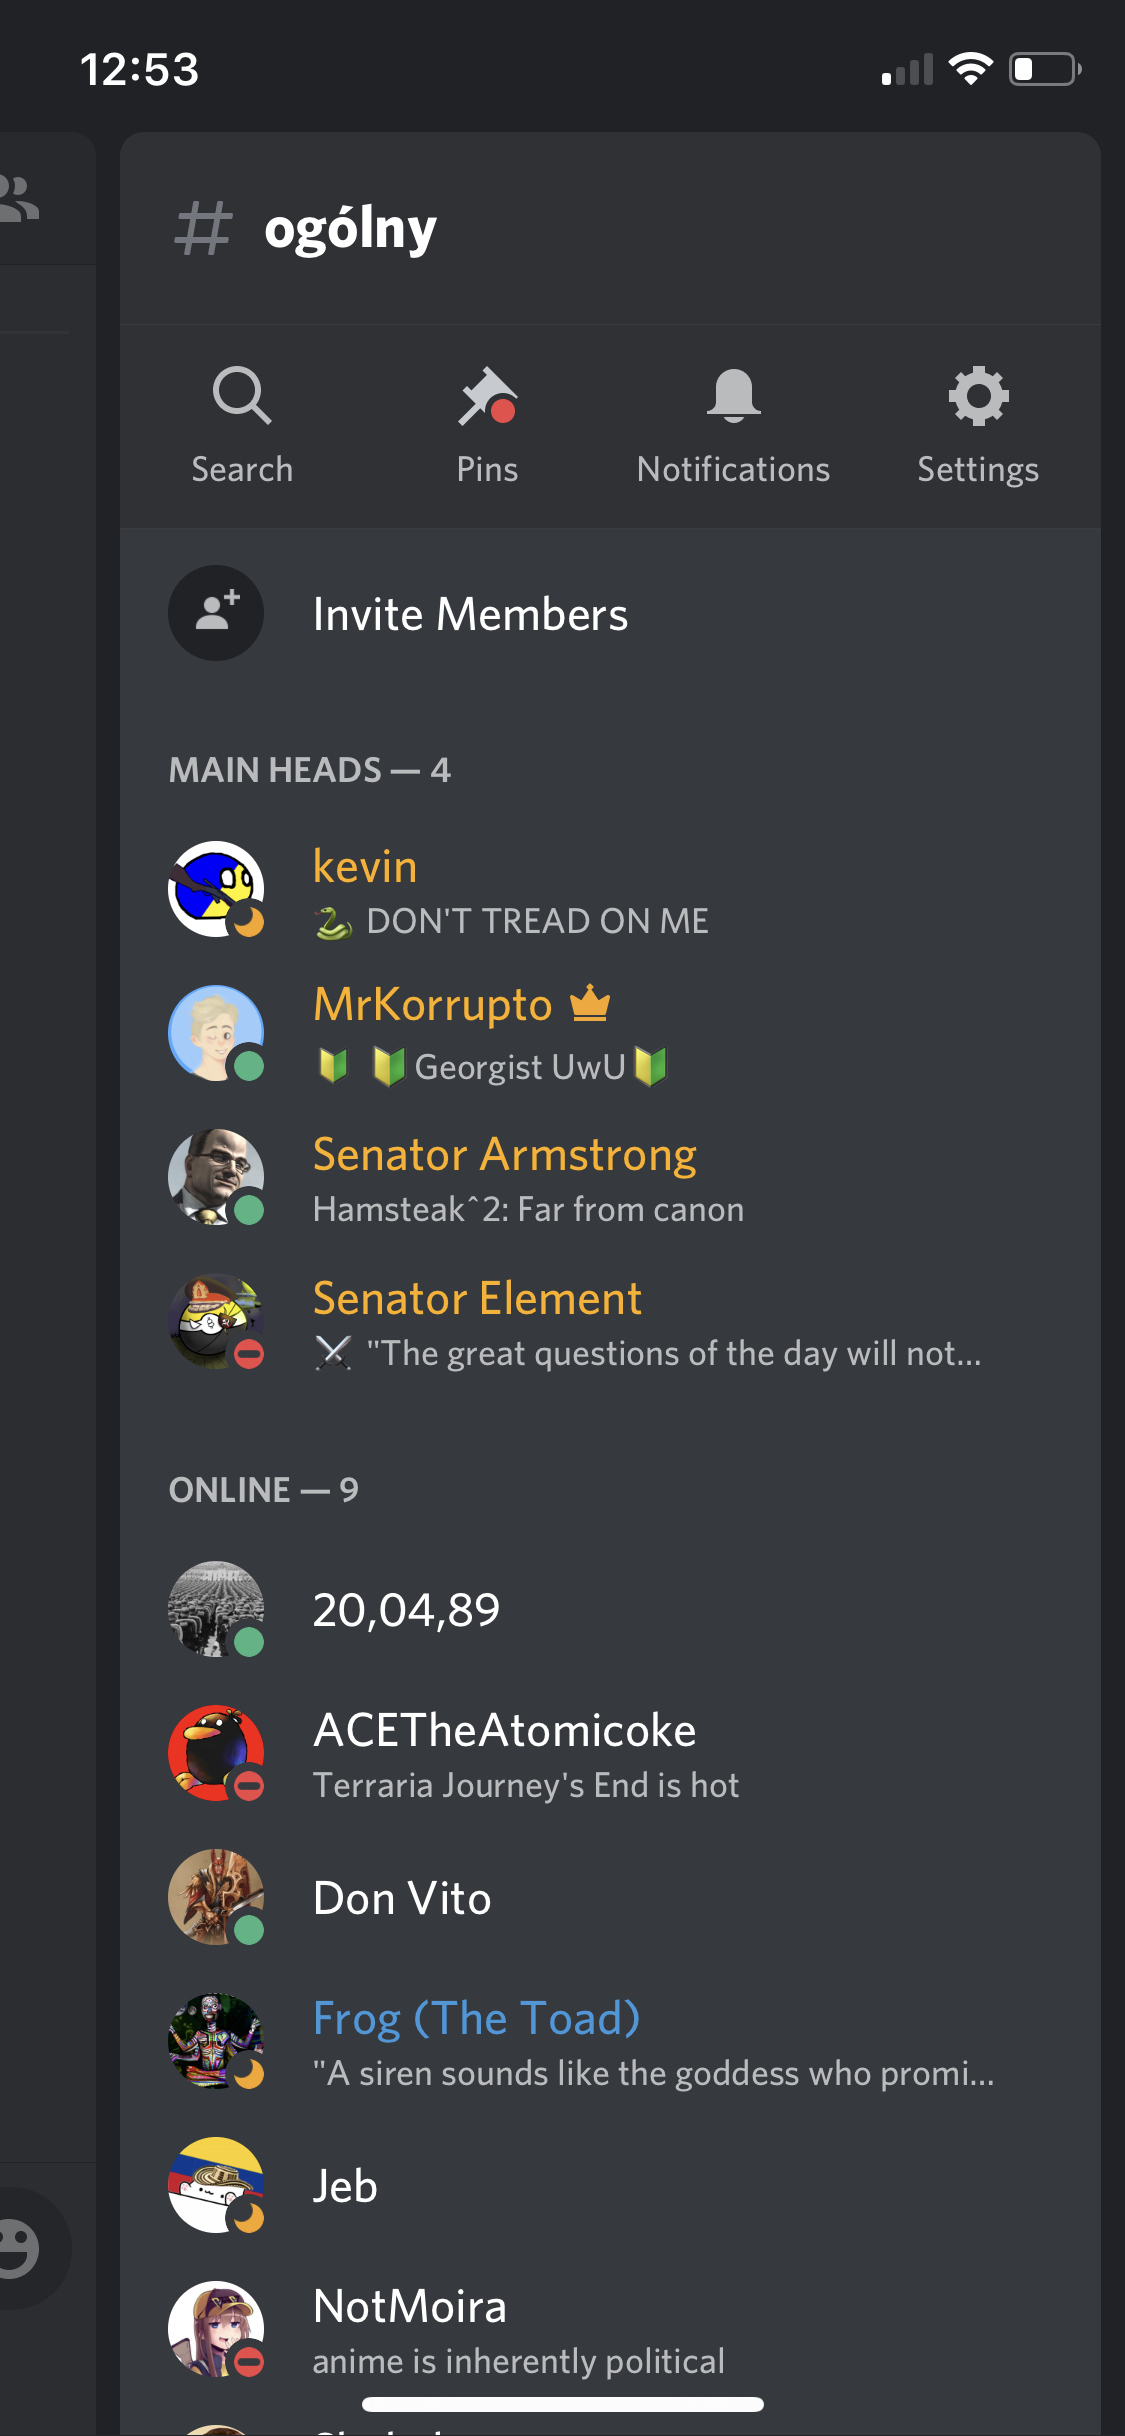 12:53
# ogólny
Search Pins Notifications Settings
Invite Members
MAIN HEADS — 4
kevin
🐍 DON'T TREAD ON ME
MrKorrupto
🔰 🔰Georgist UwU🔰
Senator Armstrong
Hamsteak^2: Far from canon
Senator Element
⚔️ "The great questions of the day will not...
ONLINE — 9
20,04,89
ACETheAtomicoke
Terraria Journey's End is hot
Don Vito
Frog (The Toad)
"A siren sounds like the goddess who promi...
Jeb
NotMoira
anime is inherently political